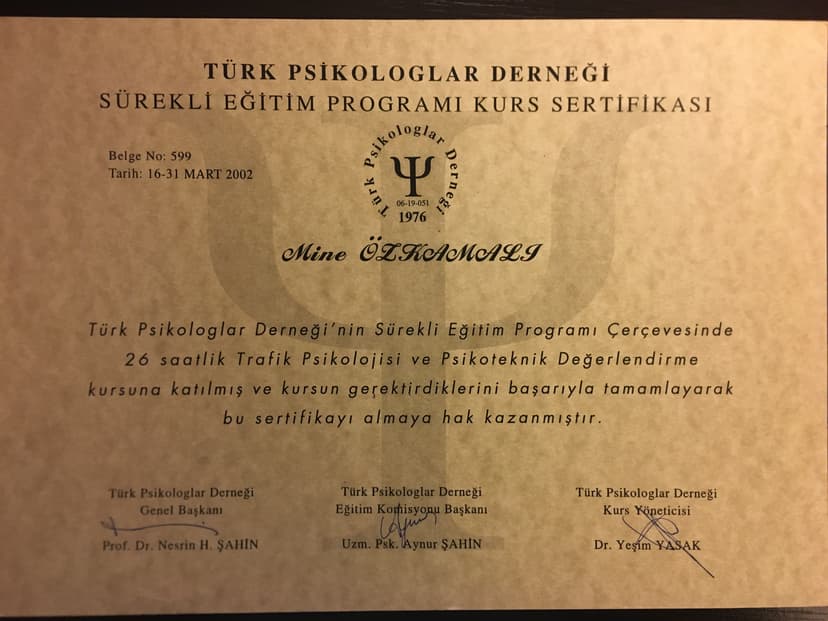 TÜRK PSİKOLOGLAR DERNEĞİ
SÜREKLİ EĞİTİM PROGRAMI KURS SERTİFİKASI
Belge No: 599
Tarih: 16-31 MART 2002
Türk Psikologlar Derneği
Ψ
06-19-051
1976
Mine ÖZKAMALI
Türk Psikologlar Derneği'nin Sürekli Eğitim Programı Çerçevesinde
26 saatlik Trafik Psikolojisi ve Psikoteknik Değerlendirme
kursuna katılmış ve kursun gerektirdiklerini başarıyla tamamlayarak
bu sertifikayı almaya hak kazanmıştır.
Türk Psikologlar Derneği
Genel Başkanı
Prof. Dr. Nesrin H. ŞAHİN
Türk Psikologlar Derneği
Eğitim Komisyonu Başkanı
Uzm. Psk. Aynur ŞAHİN
Türk Psikologlar Derneği
Kurs Yöneticisi
Dr. Yeşim YASAK